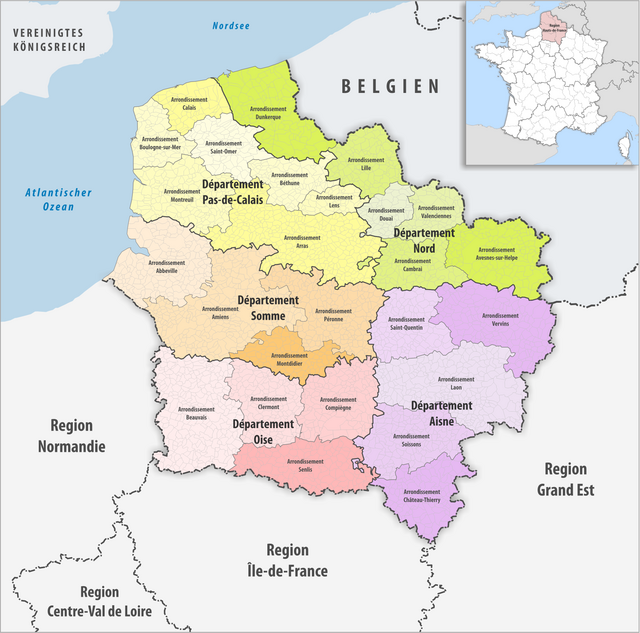 VEREINIGTES
KÖNIGSREICH
Nordsee
BELGIEN
Region
Hauts-de-France
Atlantischer
Ozean
Arrondissement
Calais
Arrondissement
Dunkerque
Arrondissement
Boulogne-sur-Mer
Arrondissement
Saint-Omer
Arrondissement
Lille
Arrondissement
Béthune
Département
Pas-de-Calais
Arrondissement
Montreuil
Arrondissement
Lens
Arrondissement
Douai
Arrondissement
Valenciennes
Arrondissement
Arras
Département
Nord
Arrondissement
Cambrai
Arrondissement
Avesnes-sur-Helpe
Arrondissement
Abbeville
Département
Somme
Arrondissement
Amiens
Arrondissement
Péronne
Arrondissement
Montdidier
Arrondissement
Saint-Quentin
Arrondissement
Vervins
Arrondissement
Laon
Arrondissement
Beauvais
Arrondissement
Clermont
Arrondissement
Compiègne
Département
Oise
Arrondissement
Senlis
Département
Aisne
Arrondissement
Soissons
Arrondissement
Château-Thierry
Region
Normandie
Region
Grand Est
Region
Île-de-France
Region
Centre-Val de Loire